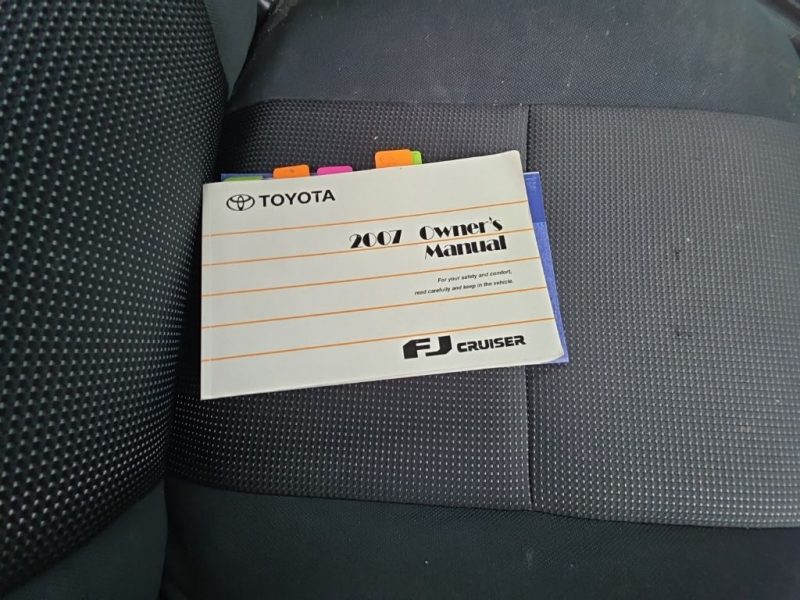 TOYOTA
2007 Owner's
Manual
For your safety and comfort,
read carefully and keep in the vehicle.
FJ CRUISER